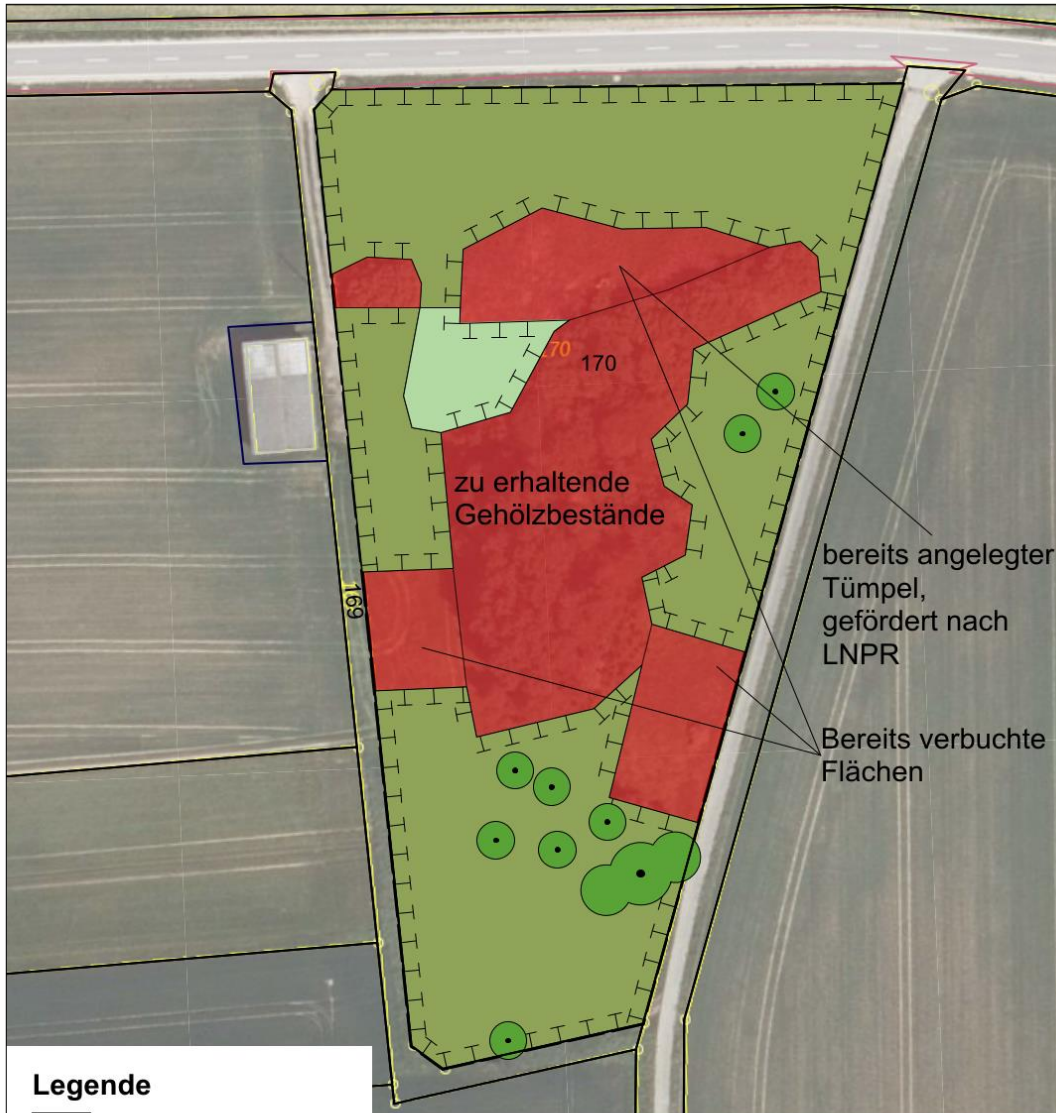 170
170
zu erhaltende
Gehölzbestände
169
bereits angelegter
Tümpel,
gefördert nach
LNPR
Bereits verbuchte
Flächen
Legende